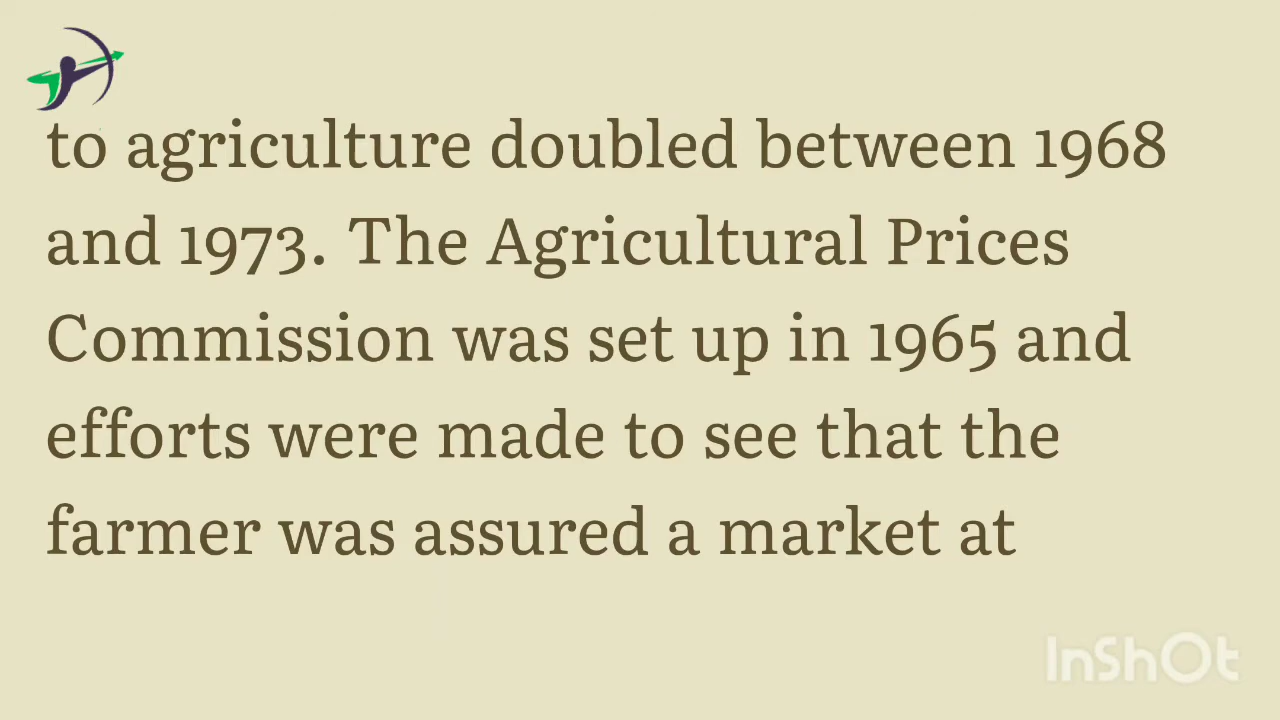 to agriculture doubled between 1968
and 1973. The Agricultural Prices
Commission was set up in 1965 and
efforts were made to see that the
farmer was assured a market at
InShOt